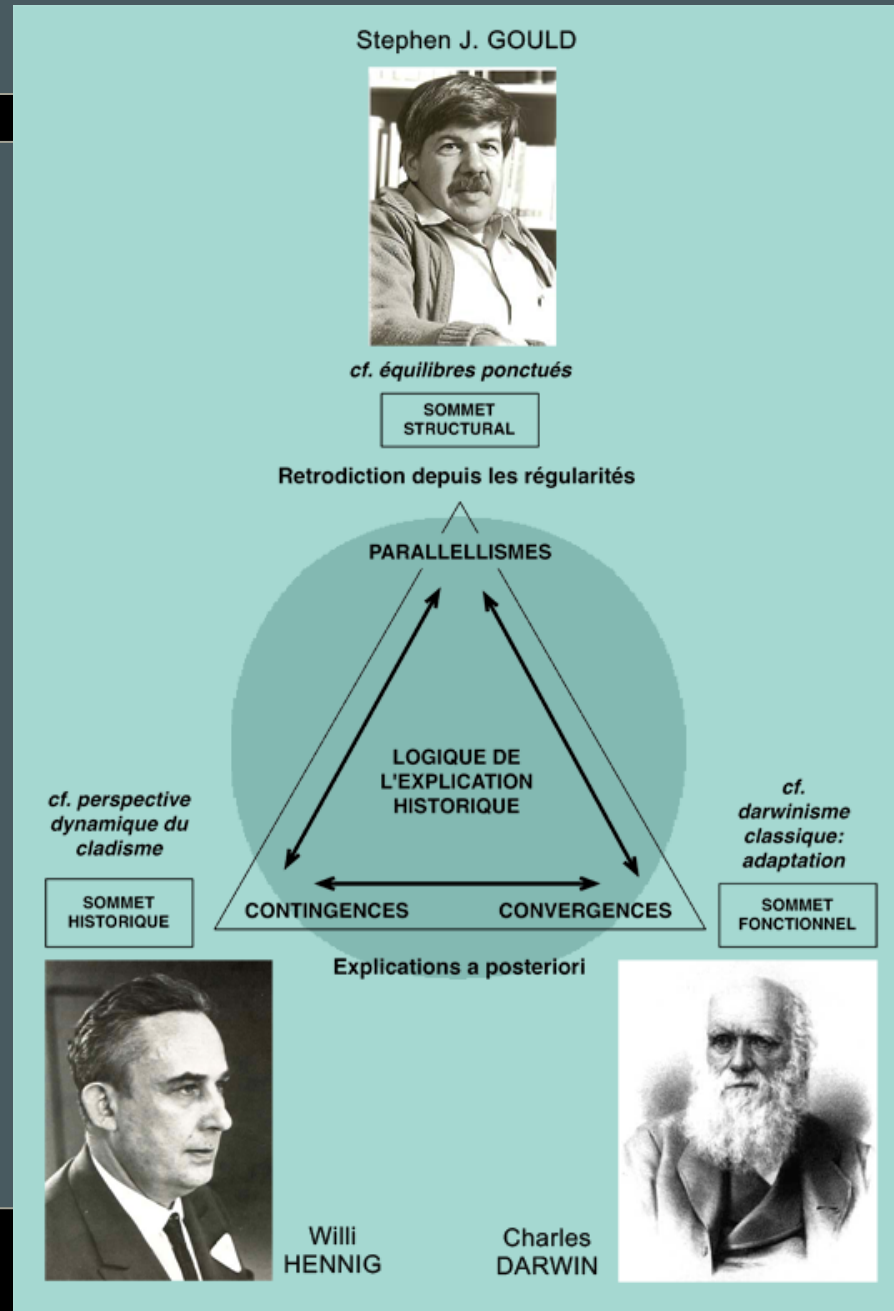 Stephen J. GOULD
cf. équilibres ponctués
SOMMET
STRUCTURAL
Retrodiction depuis les régularités
PARALLELLISMES
LOGIQUE DE
L'EXPLICATION
HISTORIQUE
cf. perspective
dynamique du
cladisme
SOMMET
HISTORIQUE
cf.
darwinisme
classique:
adaptation
SOMMET
FONCTIONNEL
CONTINGENCES
CONVERGENCES
Explications a posteriori
Willi
HENNIG
Charles
DARWIN